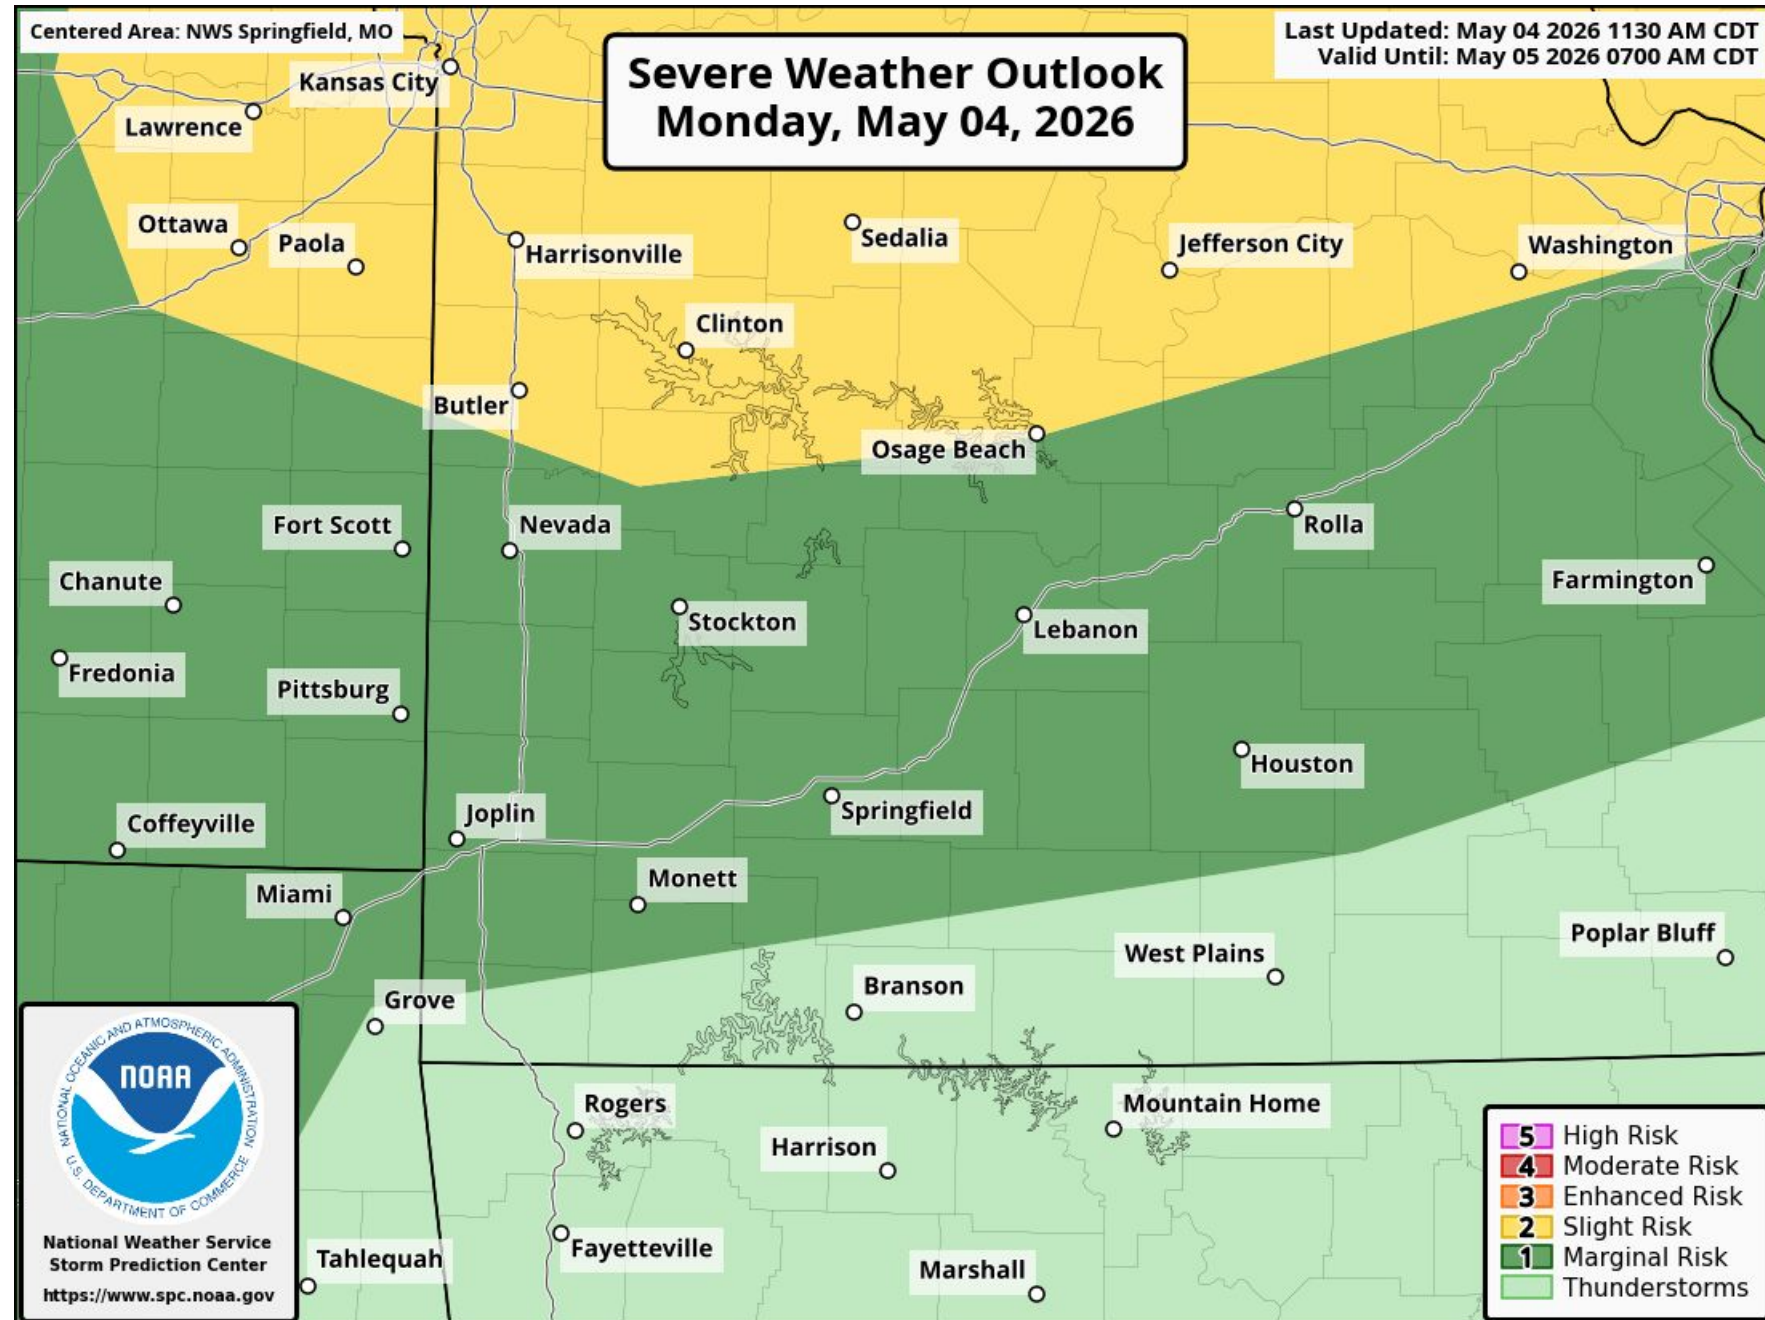 Centered Area: NWS Springfield, MO
Last Updated: May 04 2026 1130 AM CDT
Valid Until: May 05 2026 0700 AM CDT
Severe Weather Outlook
Monday, May 04, 2026
Kansas City
Lawrence
Ottawa
Paola
Harrisonville
Sedalia
Jefferson City
Washington
Clinton
Butler
Osage Beach
Fort Scott
Nevada
Rolla
Chanute
Farmington
Stockton
Lebanon
Fredonia
Pittsburg
Houston
Joplin
Springfield
Coffeyville
Monett
Miami
Poplar Bluff
West Plains
Branson
Grove
Rogers
Mountain Home
Harrison
Fayetteville
Tahlequah
Marshall
NATIONAL OCEANIC AND ATMOSPHERIC ADMINISTRATION
NOAA
U.S. DEPARTMENT OF COMMERCE
National Weather Service
Storm Prediction Center
https://www.spc.noaa.gov
5 High Risk
4 Moderate Risk
3 Enhanced Risk
2 Slight Risk
1 Marginal Risk
Thunderstorms